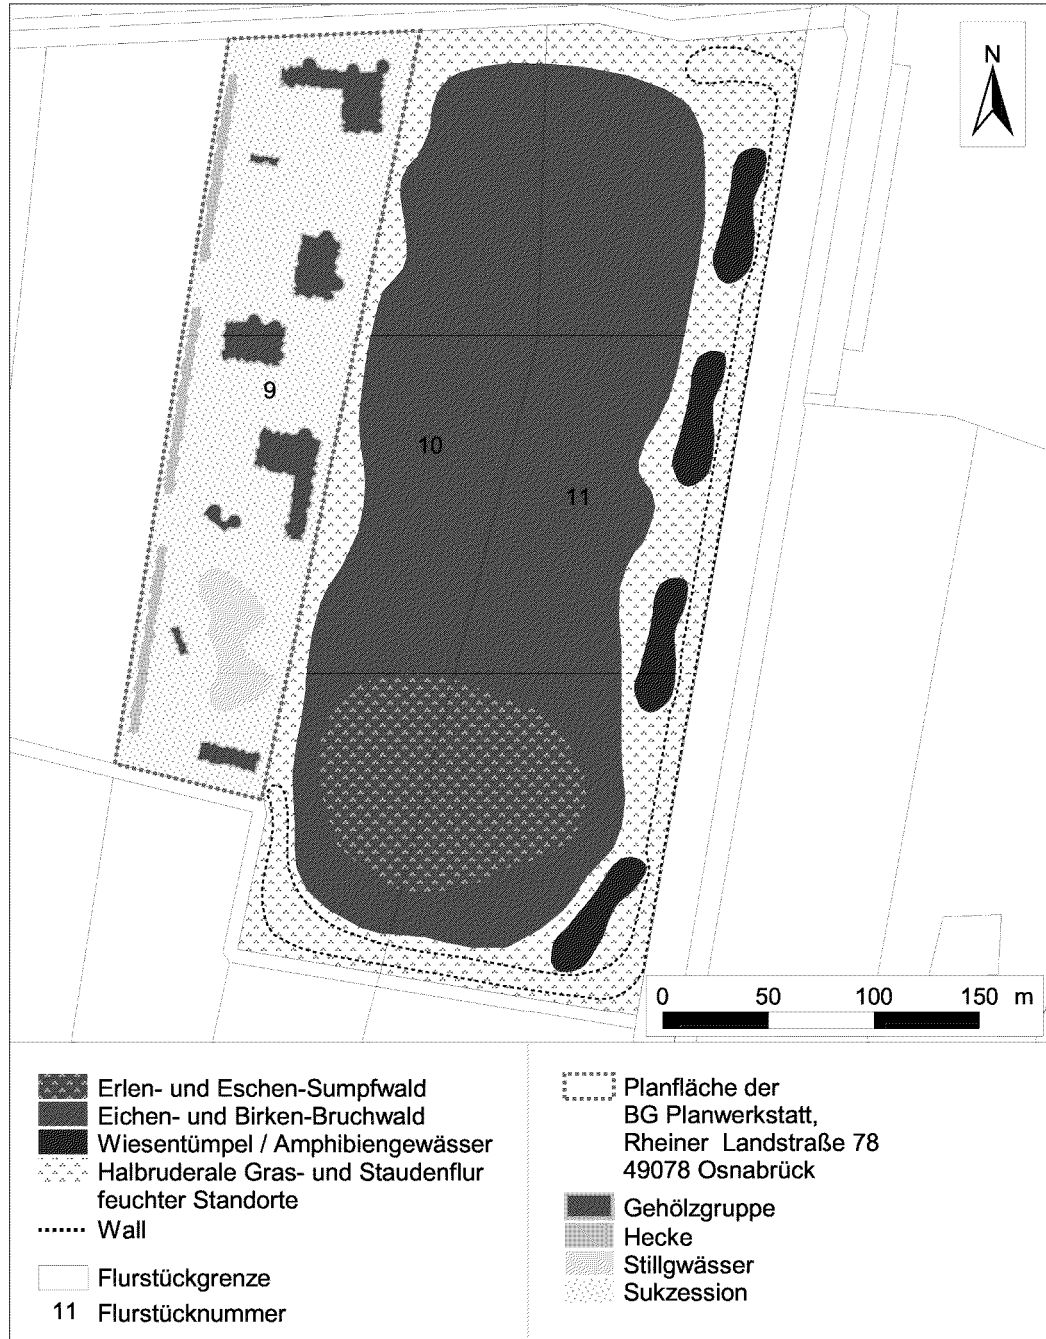 N
9
10
11
0 50 100 150 m
Erlen- und Eschen-Sumpfwald
Eichen- und Birken-Bruchwald
Wiesentümpel / Amphibiengewässer
Halbruderale Gras- und Staudenflur
feuchter Standorte
Wall
Flurstückgrenze
11 Flurstücknummer
Planfläche der
BG Planwerkstatt,
Rheiner Landstraße 78
49078 Osnabrück
Gehölzgruppe
Hecke
Stillgwässer
Sukzession